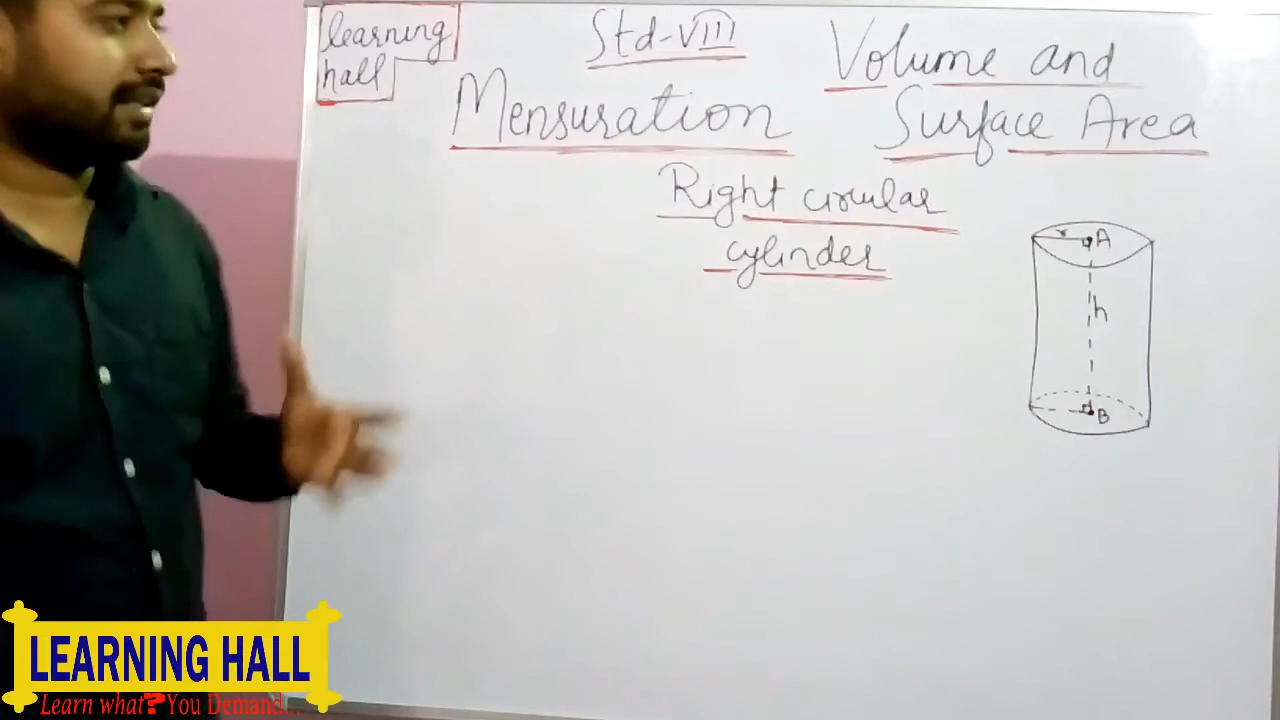 learning
hall
Std-VIII
Mensuration
Volume and
Surface Area
Right circular
cylinder
r
A
h
B
LEARNING HALL
Learn what? You Demand...